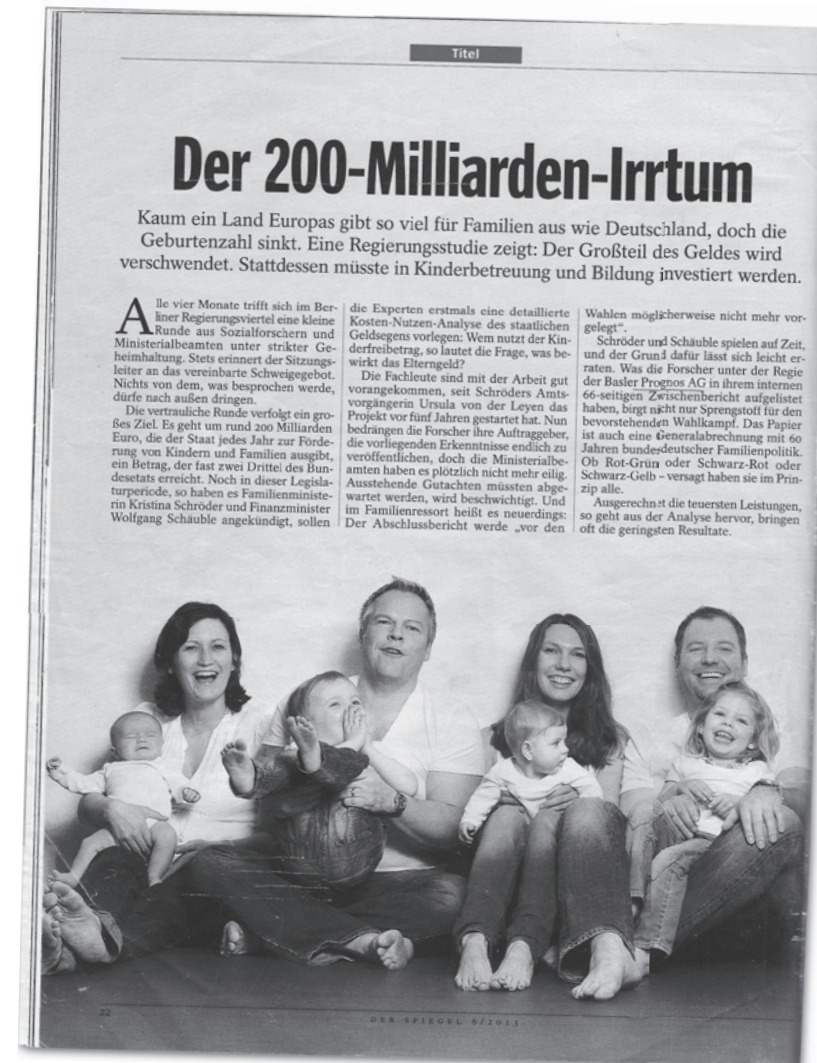 Titel
Der 200-Milliarden-Irrtum
Kaum ein Land Europas gibt so viel für Familien aus wie Deutschland, doch die
Geburtenzahl sinkt. Eine Regierungsstudie zeigt: Der Großteil des Geldes wird
verschwendet. Stattdessen müsste in Kinderbetreuung und Bildung investiert werden.
Alle vier Monate trifft sich im Ber-
liner Regierungsviertel eine kleine
Runde aus Sozialforschern und
Ministerialbeamten unter strikter Ge-
heimhaltung. Stets erinnert der Sitzungs-
leiter an das vereinbarte Schweigegebot.
Nichts von dem, was besprochen werde,
dürfe nach außen dringen.
Die vertrauliche Runde verfolgt ein gro-
ßes Ziel. Es geht um rund 200 Milliarden
Euro, die der Staat jedes Jahr zur Förde-
rung von Kindern und Familien ausgibt,
ein Betrag, der fast zwei Drittel des Bun-
desetats erreicht. Noch in dieser Legisla-
turperiode, so haben es Familienministe-
rin Kristina Schröder und Finanzminister
Wolfgang Schäuble angekündigt, sollen
die Experten erstmals eine detaillierte
Kosten-Nutzen-Analyse des staatlichen
Geldsegens vorlegen: Wem nutzt der Kin-
derfreibetrag, so lautet die Frage, was be-
wirkt das Elterngeld?
Die Fachleute sind mit der Arbeit gut
vorangekommen, seit Schröders Amts-
vorgängerin Ursula von der Leyen das
Projekt vor fünf Jahren gestartet hat. Nun
bedrängen die Forscher ihre Auftraggeber,
die vorliegenden Erkenntnisse endlich zu
veröffentlichen, doch die Ministerialbe-
amten haben es plötzlich nicht mehr eilig.
Ausstehende Gutachten müssten abge-
wartet werden, wird beschwichtigt. Und
im Familienressort heißt es neuerdings:
Der Abschlussbericht werde „vor den
Wahlen möglicherweise nicht mehr vor-
gelegt“.
Schröder und Schäuble spielen auf Zeit,
und der Grund dafür lässt sich leicht er-
raten. Was die Forscher unter der Regie
der Basler Prognos AG in ihrem internen
66-seitigen Zwischenbericht aufgelistet
haben, birgt nicht nur Sprengstoff für den
bevorstehenden Wahlkampf. Das Papier
ist auch eine Generalabrechnung mit 60
Jahren bundesdeutscher Familienpolitik.
Ob Rot-Grün oder Schwarz-Rot oder
Schwarz-Gelb – versagt haben sie im Prin-
zip alle.
Ausgerechnet die teuersten Leistungen,
so geht aus der Analyse hervor, bringen
oft die geringsten Resultate.
22
DER SPIEGEL 6/2013